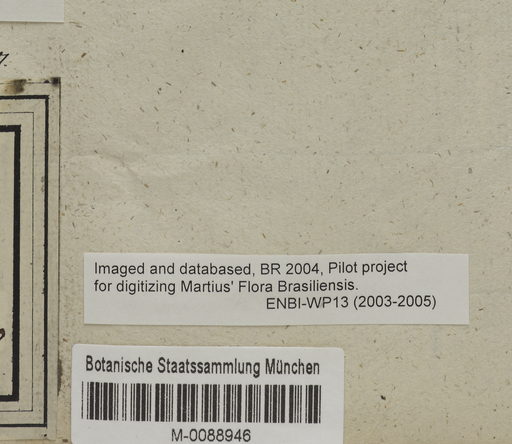 Imaged and databased, BR 2004, Pilot project
for digitizing Martius' Flora Brasiliensis.
ENBI-WP13 (2003-2005)
Botanische Staatssammlung München
M-0088946